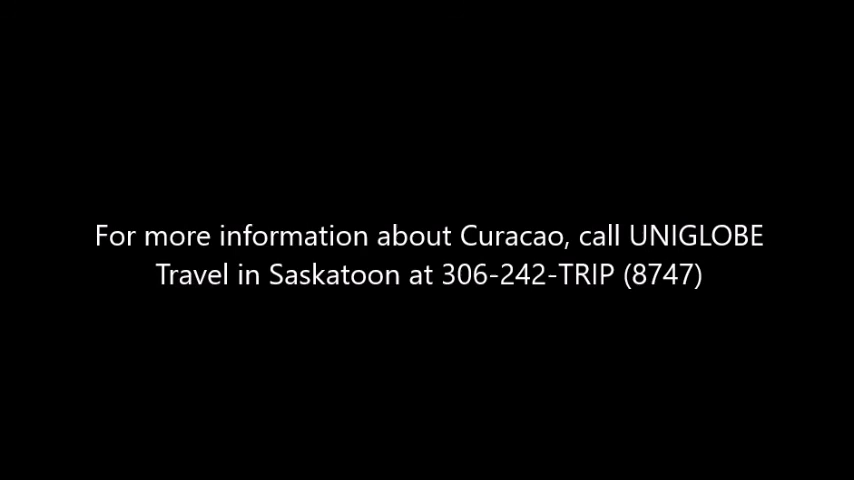 For more information about Curacao, call UNIGLOBE
Travel in Saskatoon at 306-242-TRIP (8747)